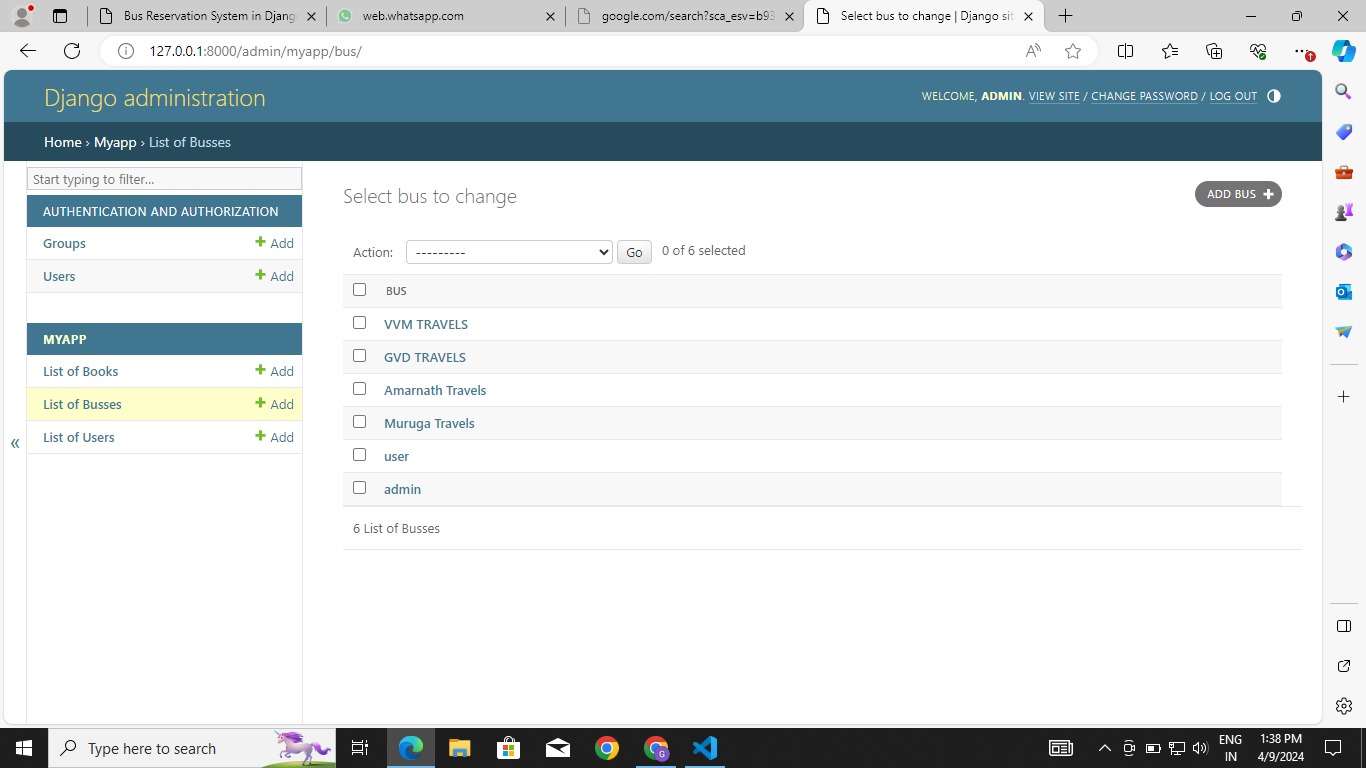 Bus Reservation System in Djang
web.whatsapp.com
google.com/search?sca_esv=b93
Select bus to change | Django sit
127.0.0.1:8000/admin/myapp/bus/
Django administration
WELCOME, ADMIN. VIEW SITE / CHANGE PASSWORD / LOG OUT
Home › Myapp › List of Busses
Start typing to filter...
AUTHENTICATION AND AUTHORIZATION
Groups
Add
Users
Add
MYAPP
List of Books
Add
List of Busses
Add
List of Users
Add
«
Select bus to change
ADD BUS
Action:
---------
Go
0 of 6 selected
BUS
VVM TRAVELS
GVD TRAVELS
Amarnath Travels
Muruga Travels
user
admin
6 List of Busses
Type here to search
G
ENG
IN
1:38 PM
4/9/2024